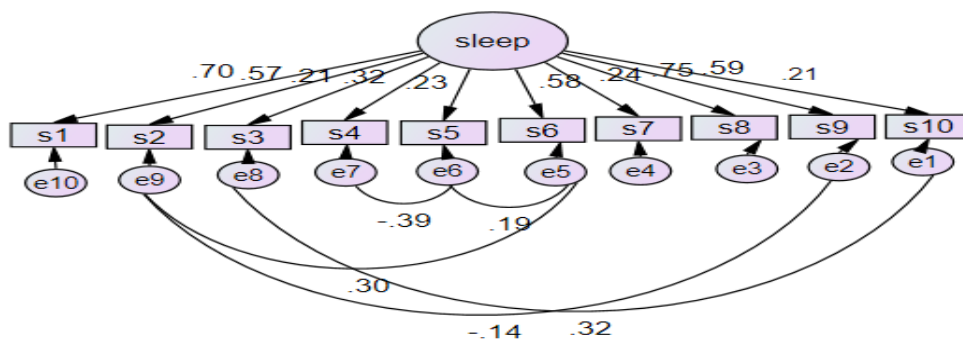 sleep
.70 .57 .21 .32 .23 .58 .24 .75 .59 .21
s1 s2 s3 s4 s5 s6 s7 s8 s9 s10
e10 e9 e8 e7 e6 e5 e4 e3 e2 e1
-.39 .19
.30
-.14 .32